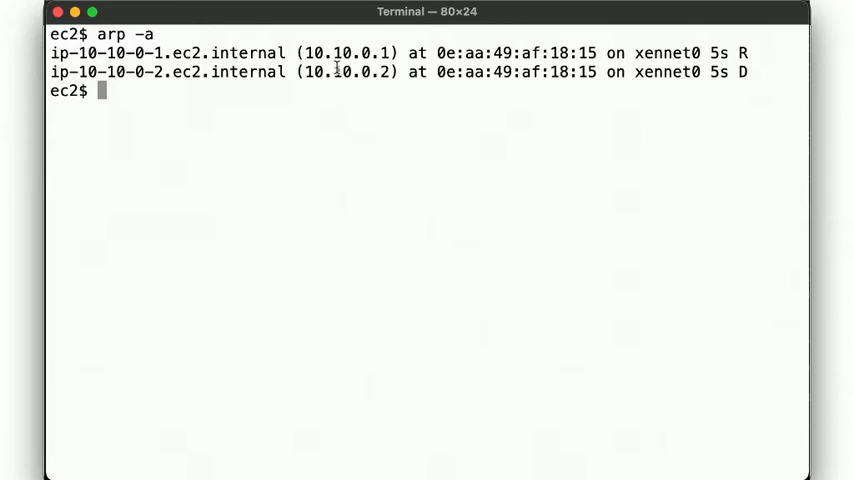 Terminal — 80×24
ec2$ arp -a
ip-10-10-0-1.ec2.internal (10.10.0.1) at 0e:aa:49:af:18:15 on xennet0 5s R
ip-10-10-0-2.ec2.internal (10.10.0.2) at 0e:aa:49:af:18:15 on xennet0 5s D
ec2$